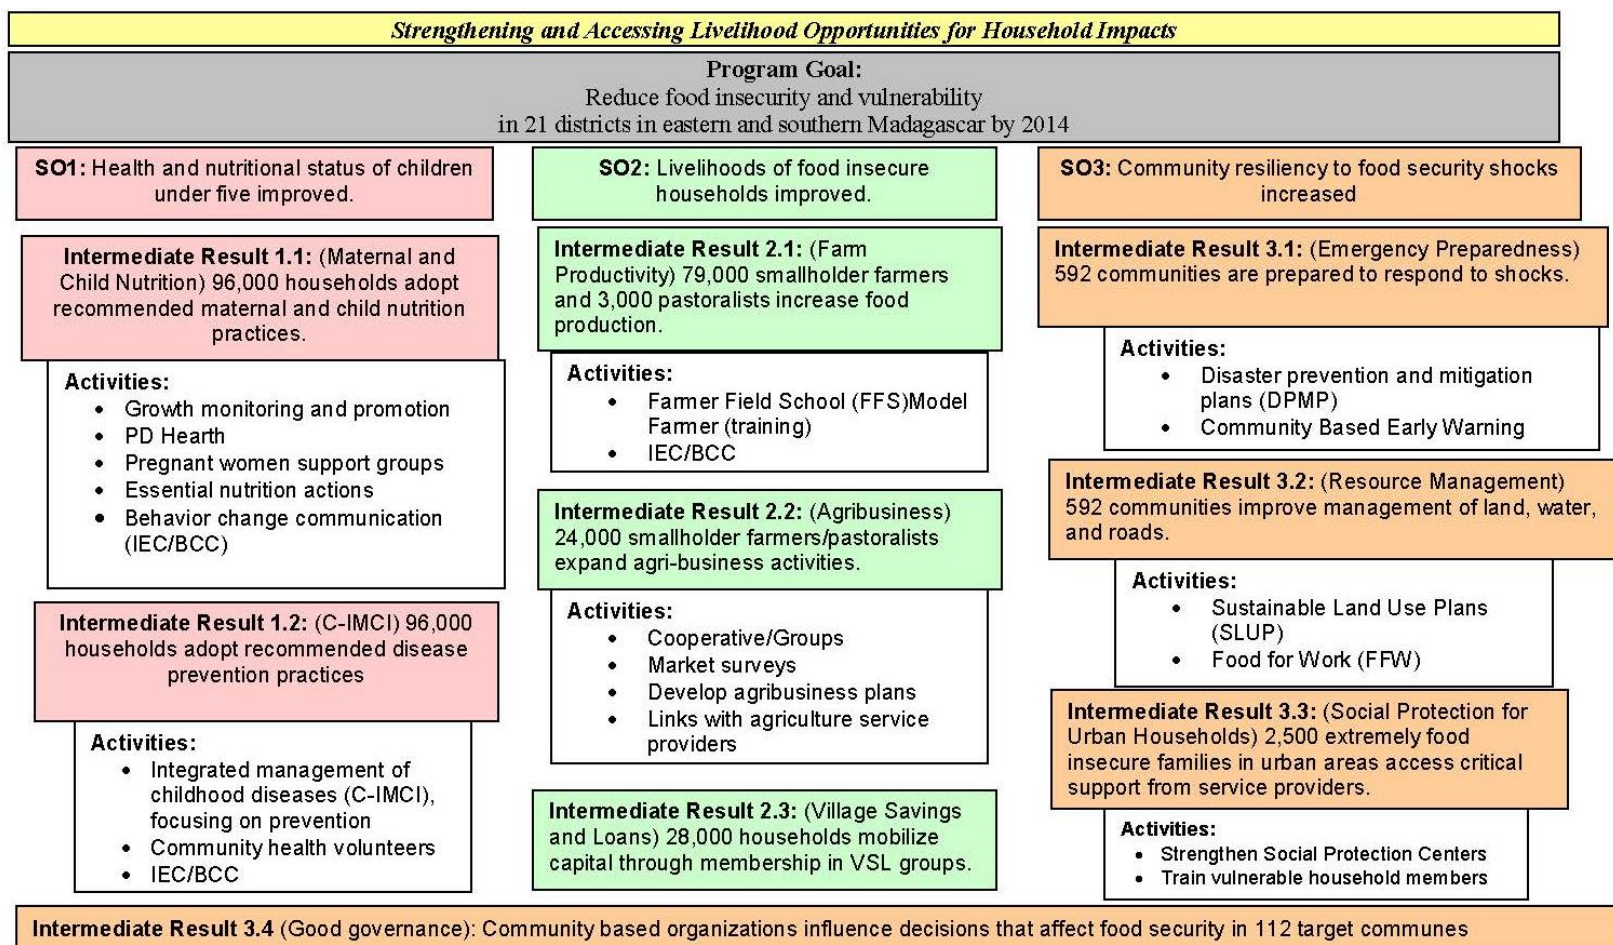 Strengthening and Accessing Livelihood Opportunities for Household Impacts
Program Goal:
Reduce food insecurity and vulnerability
in 21 districts in eastern and southern Madagascar by 2014
SO1: Health and nutritional status of children
under five improved.
Intermediate Result 1.1: (Maternal and
Child Nutrition) 96,000 households adopt
recommended maternal and child nutrition
practices.
Activities:
• Growth monitoring and promotion
• PD Hearth
• Pregnant women support groups
• Essential nutrition actions
• Behavior change communication
(IEC/BCC)
Intermediate Result 1.2: (C-IMCI) 96,000
households adopt recommended disease
prevention practices
Activities:
• Integrated management of
childhood diseases (C-IMCI),
focusing on prevention
• Community health volunteers
• IEC/BCC
SO2: Livelihoods of food insecure
households improved.
Intermediate Result 2.1: (Farm
Productivity) 79,000 smallholder farmers
and 3,000 pastoralists increase food
production.
Activities:
• Farmer Field School (FFS)Model
Farmer (training)
• IEC/BCC
Intermediate Result 2.2: (Agribusiness)
24,000 smallholder farmers/pastoralists
expand agri-business activities.
Activities:
• Cooperative/Groups
• Market surveys
• Develop agribusiness plans
• Links with agriculture service
providers
Intermediate Result 2.3: (Village Savings
and Loans) 28,000 households mobilize
capital through membership in VSL groups.
SO3: Community resiliency to food security shocks
increased
Intermediate Result 3.1: (Emergency Preparedness)
592 communities are prepared to respond to shocks.
Activities:
• Disaster prevention and mitigation
plans (DPMP)
• Community Based Early Warning
Intermediate Result 3.2: (Resource Management)
592 communities improve management of land, water,
and roads.
Activities:
• Sustainable Land Use Plans
(SLUP)
• Food for Work (FFW)
Intermediate Result 3.3: (Social Protection for
Urban Households) 2,500 extremely food
insecure families in urban areas access critical
support from service providers.
Activities:
• Strengthen Social Protection Centers
• Train vulnerable household members
Intermediate Result 3.4 (Good governance): Community based organizations influence decisions that affect food security in 112 target communes